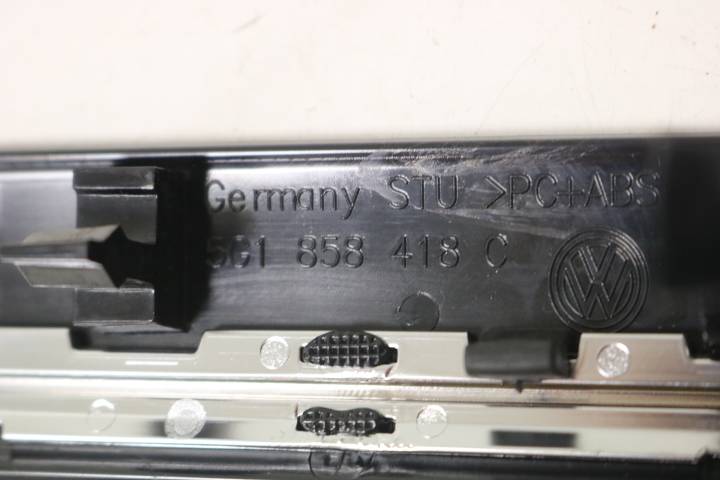 Germany STU >PC+ABS
5G1 858 418 C